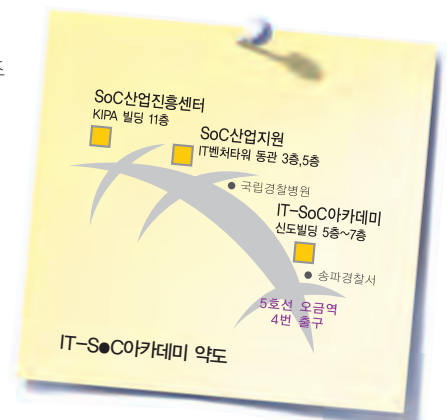 SoC산업진흥센터
KIPA 빌딩 11층
SoC산업지원
IT벤처타워 동관 3층,5층
국립경찰병원
IT-SoC아카데미
신도빌딩 5층~7층
송파경찰서
5호선 오금역
4번 출구
IT-S●C아카데미 약도